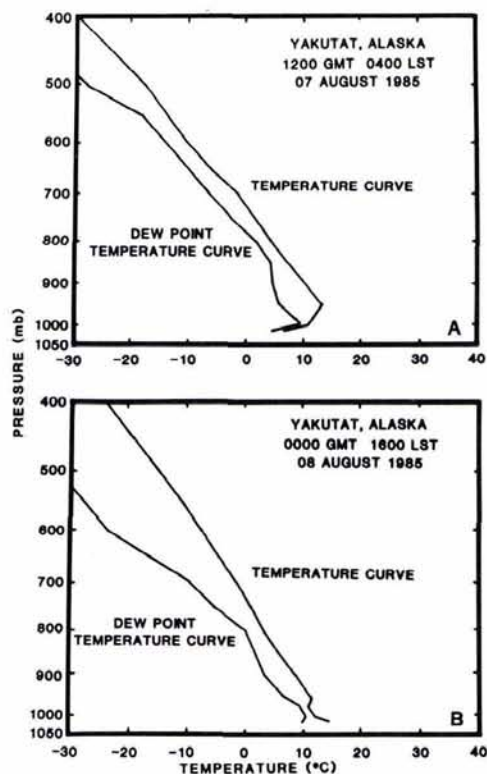 400
500
600
700
800
900
1000
1050
YAKUTAT, ALASKA
1200 GMT 0400 LST
07 AUGUST 1985
TEMPERATURE CURVE
DEW POINT
TEMPERATURE CURVE
A
-30 -20 -10 0 10 20 30 40
PRESSURE (mb)
400
500
600
700
800
900
1000
1050
YAKUTAT, ALASKA
0000 GMT 1600 LST
08 AUGUST 1985
TEMPERATURE CURVE
DEW POINT
TEMPERATURE CURVE
B
-30 -20 -10 0 10 20 30 40
TEMPERATURE (°C)